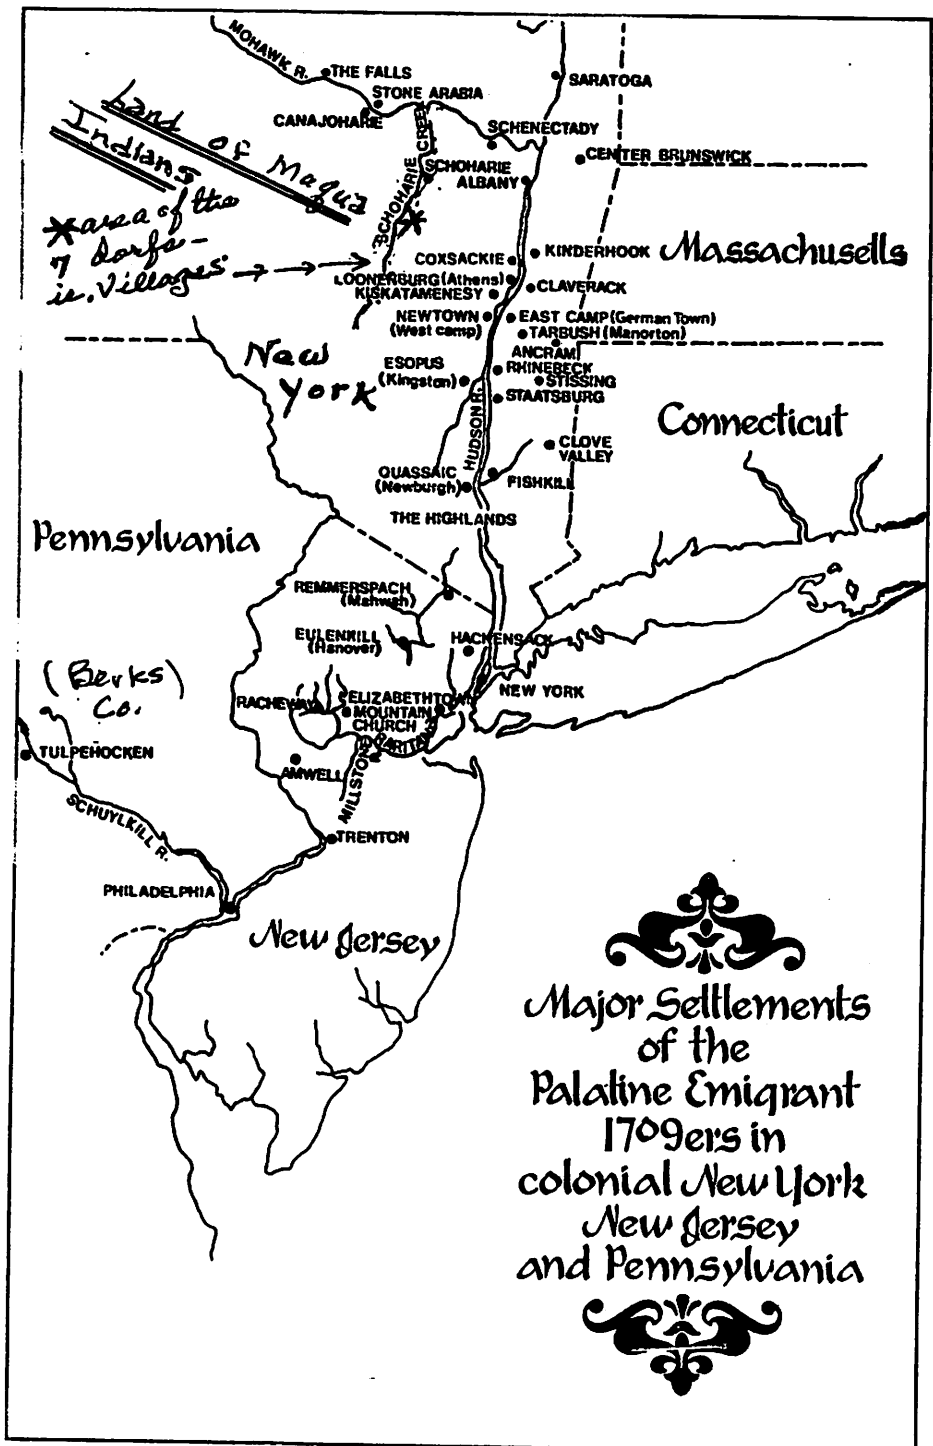 MOHAWK R.
THE FALLS
STONE ARABIA
CANAJOHARIE
SARATOGA
SCHENECTADY
CENTER BRUNSWICK
SCHOHARIE CREEK
SCHOHARIE
ALBANY
Land of Maqua
Indians
*area of the
7 Dorfs -
ie. Villages
KINDERHOOK
Massachusetts
COXSACKIE
LOONENBURG (Athens)
CLAVERACK
KISKATAMENESY
NEWTOWN
(West camp)
EAST CAMP (German Town)
TARBUSH (Manorton)
ANCRAM
New
York
ESOPUS
(Kingston)
RHINEBECK
STISSING
STAATSBURG
HUDSON R.
Connecticut
CLOVE
VALLEY
QUASSAIC
(Newburgh)
FISHKILL
THE HIGHLANDS
Pennsylvania
REMMERSPACH
(Mahwah)
EULENKILL
(Hanover)
HACKENSACK
(Berks)
Co.
NEW YORK
RACHEWAY
ELIZABETHTOWN
MOUNTAIN
CHURCH
RARITANS
TULPEHOCKEN
AMWELL
MILLSTONE
SCHUYLKILL R.
TRENTON
PHILADELPHIA
New Jersey
Major Settlements
of the
Palatine Emigrant
1709ers in
colonial New York
New Jersey
and Pennsylvania